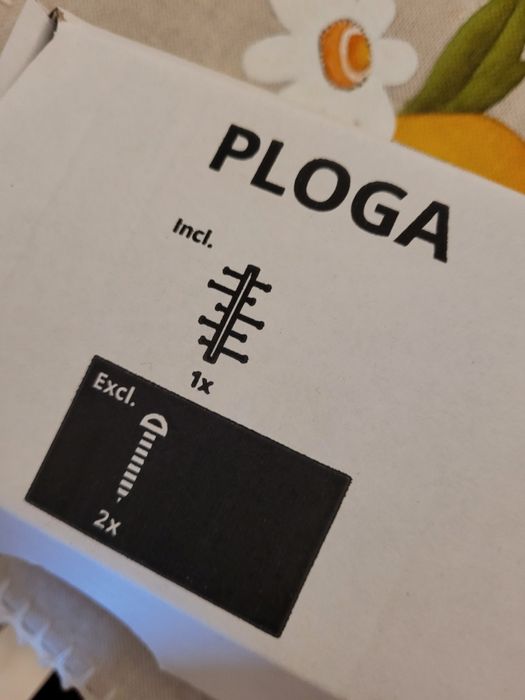 PLOGA
Incl.
1x
Excl.
2x